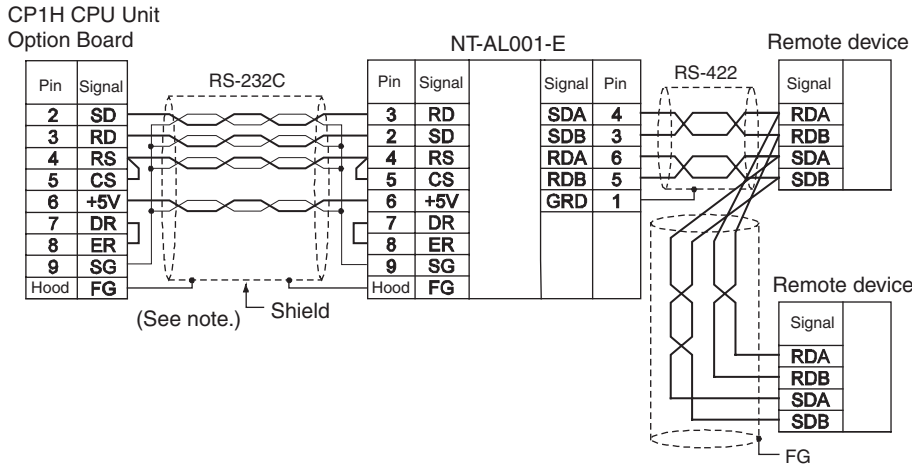 CP1H CPU Unit
Option Board
NT-AL001-E
Remote device
Pin Signal
RS-232C
Pin Signal
Signal Pin
RS-422
Signal
2 SD
3 RD
4 RS
5 CS
6 +5V
7 DR
8 ER
9 SG
Hood FG
3 RD
2 SD
4 RS
5 CS
6 +5V
7 DR
8 ER
9 SG
Hood FG
SDA 4
SDB 3
RDA 6
RDB 5
GRD 1
RDA
RDB
SDA
SDB
(See note.)
Shield
Remote device
Signal
RDA
RDB
SDA
SDB
FG